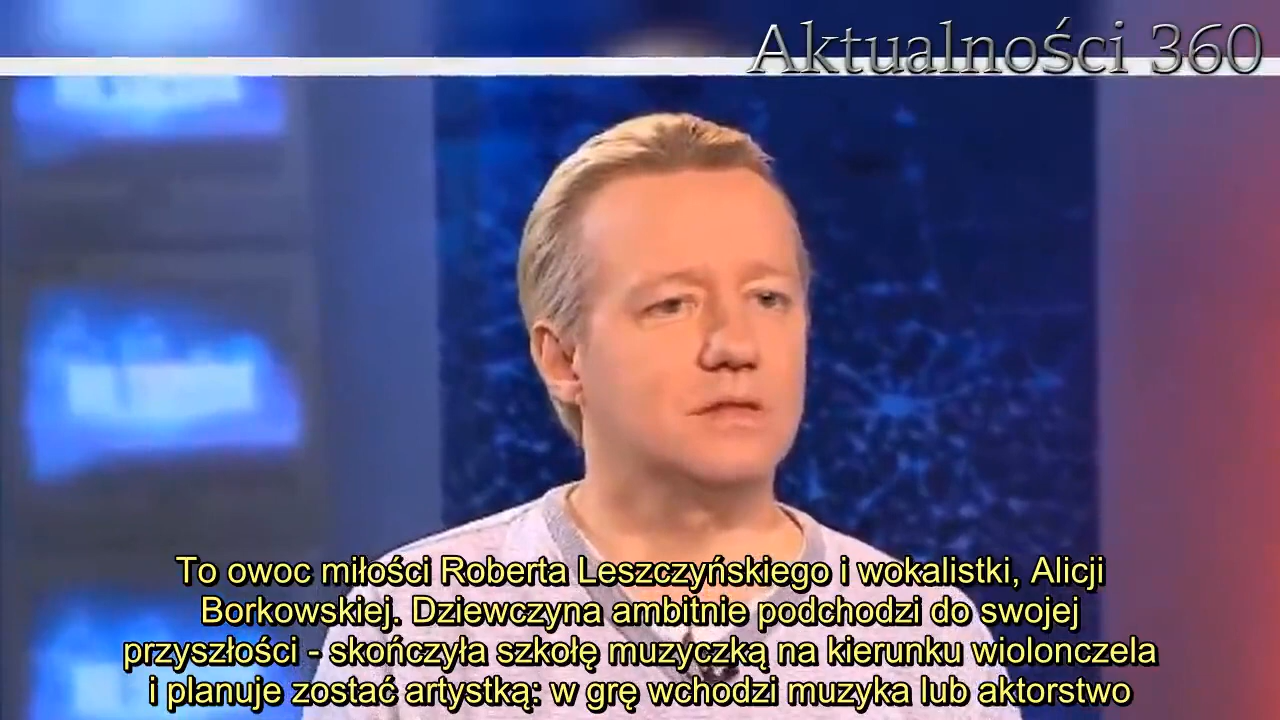 Aktualności 360
To owoc miłości Roberta Leszczyńskiego i wokalistki, Alicji
Borkowskiej. Dziewczyna ambitnie podchodzi do swojej
przyszłości - skończyła szkołę muzyczką na kierunku wiolonczela
i planuje zostać artystką: w grę wchodzi muzyka lub aktorstwo